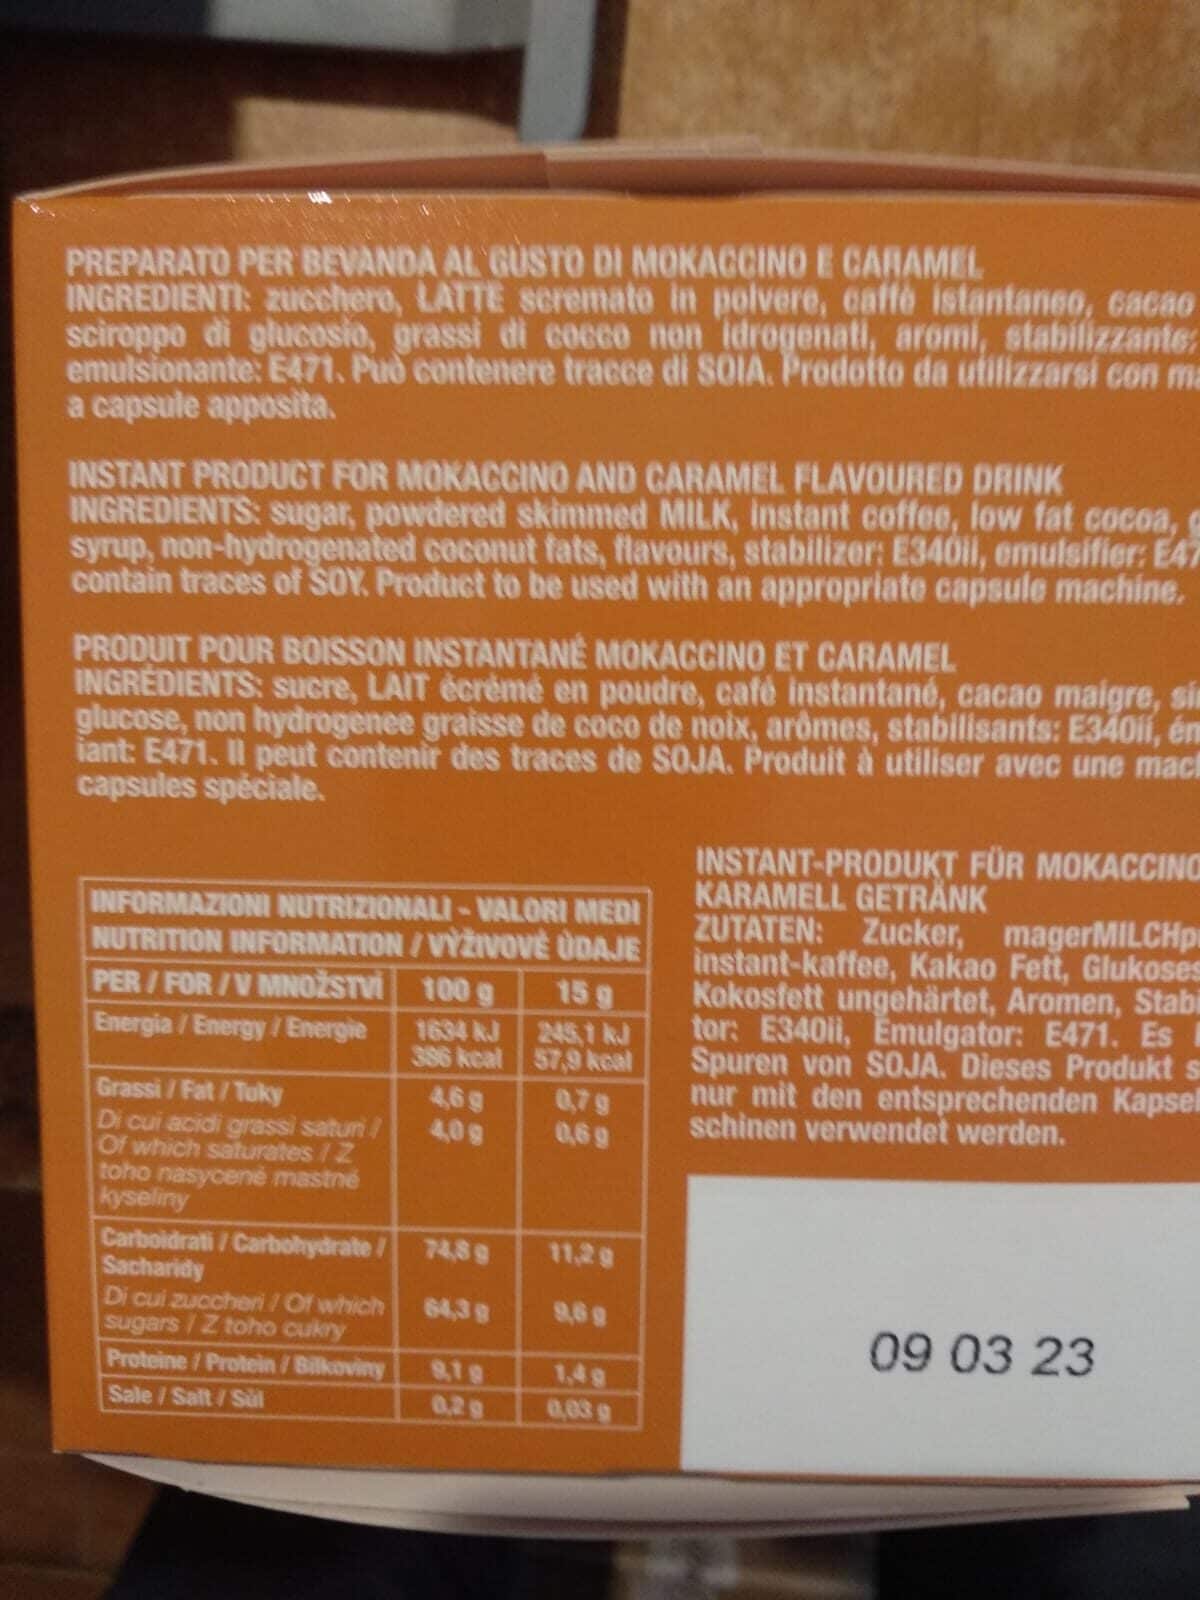 PREPARATO PER BEVANDA AL GUSTO DI MOKACCINO E CARAMEL
INGREDIENTI: zucchero, LATTE scremato in polvere, caffè istantaneo, cacao
sciroppo di glucosio, grassi di cocco non idrogenati, aromi, stabilizzante:
emulsionante: E471. Può contenere tracce di SOIA. Prodotto da utilizzarsi con
a capsule apposita.
INSTANT PRODUCT FOR MOKACCINO AND CARAMEL FLAVOURED DRINK
INGREDIENTS: sugar, powdered skimmed MILK, instant coffee, low fat cocoa,
syrup, non-hydrogenated coconut fats, flavours, stabilizer: E340ii, emulsifier:
contain traces of SOY. Product to be used with an appropriate capsule machine.
PRODUIT POUR BOISSON INSTANTANÉ MOKACCINO ET CARAMEL
INGRÉDIENTS: sucre, LAIT écrémé en poudre, café instantané, cacao maigre,
glucose, non hydrogenee graisse de coco de noix, arômes, stabilisants: E340ii, ém
iant: E471. Il peut contenir des traces de SOJA. Produit à utiliser avec une mac
capsules spéciale.
INFORMAZIONI NUTRIZIONALI - VALORI MEDI
NUTRITION INFORMATION / VÝŽIVOVÉ ÚDAJE
PER / FOR / V MNOŽSTVÍ 100 g 15 g
Energia / Energy / Energie 1634 kJ 245,1 kJ
386 kcal 57,9 kcal
Grassi / Fat / Tuky 4,6 g 0,7 g
Di cui acidi grassi saturi / 4,0 g 0,6 g
Of which saturates / Z
toho nasycené mastné
kyseliny
Carboidrati / Carbohydrate / 74,8 g 11,2 g
Sacharidy
Di cui zuccheri / Of which 64,3 g 9,6 g
sugars / Z toho cukry
Proteine / Protein / Bílkoviny 9,1 g 1,4 g
Sale / Salt / Sůl 0,2 g 0,03 g
INSTANT-PRODUKT FÜR MOKACCINO
KARAMELL GETRÄNK
ZUTATEN: Zucker, magerMILCHp
instant-kaffee, Kakao Fett, Glukoses
Kokosfett ungehärtet, Aromen, Stab
tor: E340ii, Emulgator: E471. Es
Spuren von SOJA. Dieses Produkt s
nur mit den entsprechenden Kapsel
schinen verwendet werden.
09 03 23